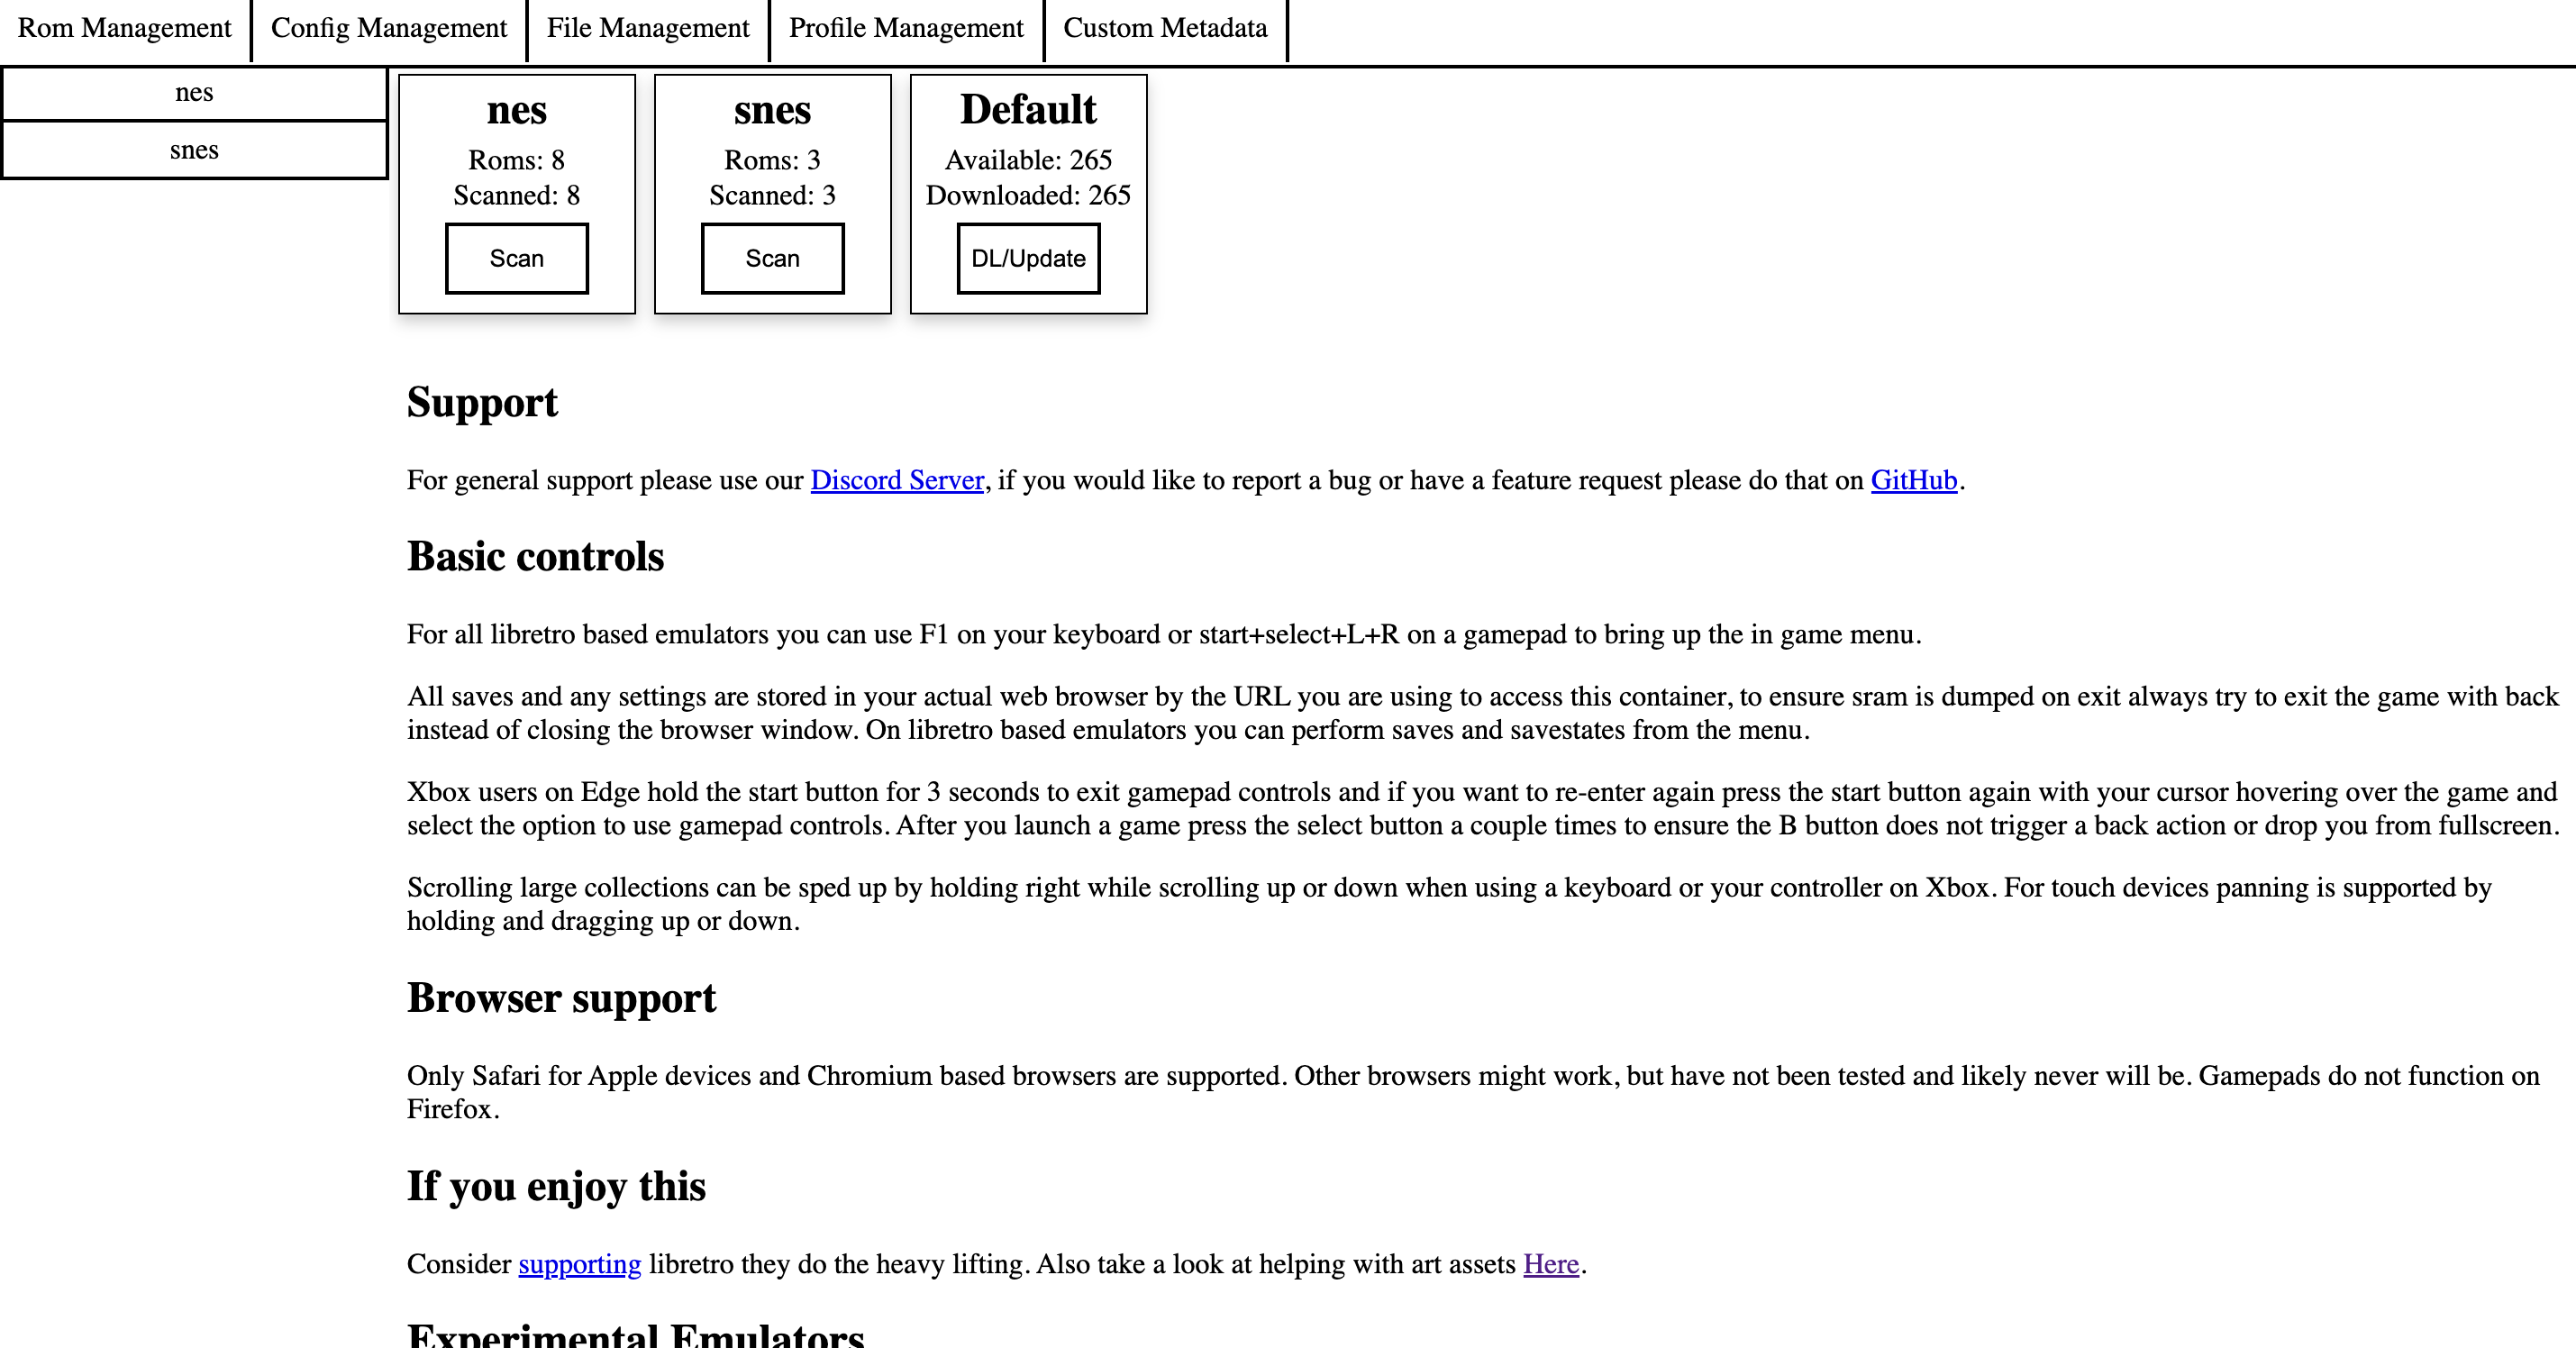 Rom Management
Config Management
File Management
Profile Management
Custom Metadata
nes
snes
nes
Roms: 8
Scanned: 8
Scan
snes
Roms: 3
Scanned: 3
Scan
Default
Available: 265
Downloaded: 265
DL/Update
Support
For general support please use our Discord Server, if you would like to report a bug or have a feature request please do that on GitHub.
Basic controls
For all libretro based emulators you can use F1 on your keyboard or start+select+L+R on a gamepad to bring up the in game menu.
All saves and any settings are stored in your actual web browser by the URL you are using to access this container, to ensure sram is dumped on exit always try to exit the game with back
instead of closing the browser window. On libretro based emulators you can perform saves and savestates from the menu.
Xbox users on Edge hold the start button for 3 seconds to exit gamepad controls and if you want to re-enter again press the start button again with your cursor hovering over the game and
select the option to use gamepad controls. After you launch a game press the select button a couple times to ensure the B button does not trigger a back action or drop you from fullscreen.
Scrolling large collections can be sped up by holding right while scrolling up or down when using a keyboard or your controller on Xbox. For touch devices panning is supported by
holding and dragging up or down.
Browser support
Only Safari for Apple devices and Chromium based browsers are supported. Other browsers might work, but have not been tested and likely never will be. Gamepads do not function on
Firefox.
If you enjoy this
Consider supporting libretro they do the heavy lifting. Also take a look at helping with art assets Here.
Experimental Emulators